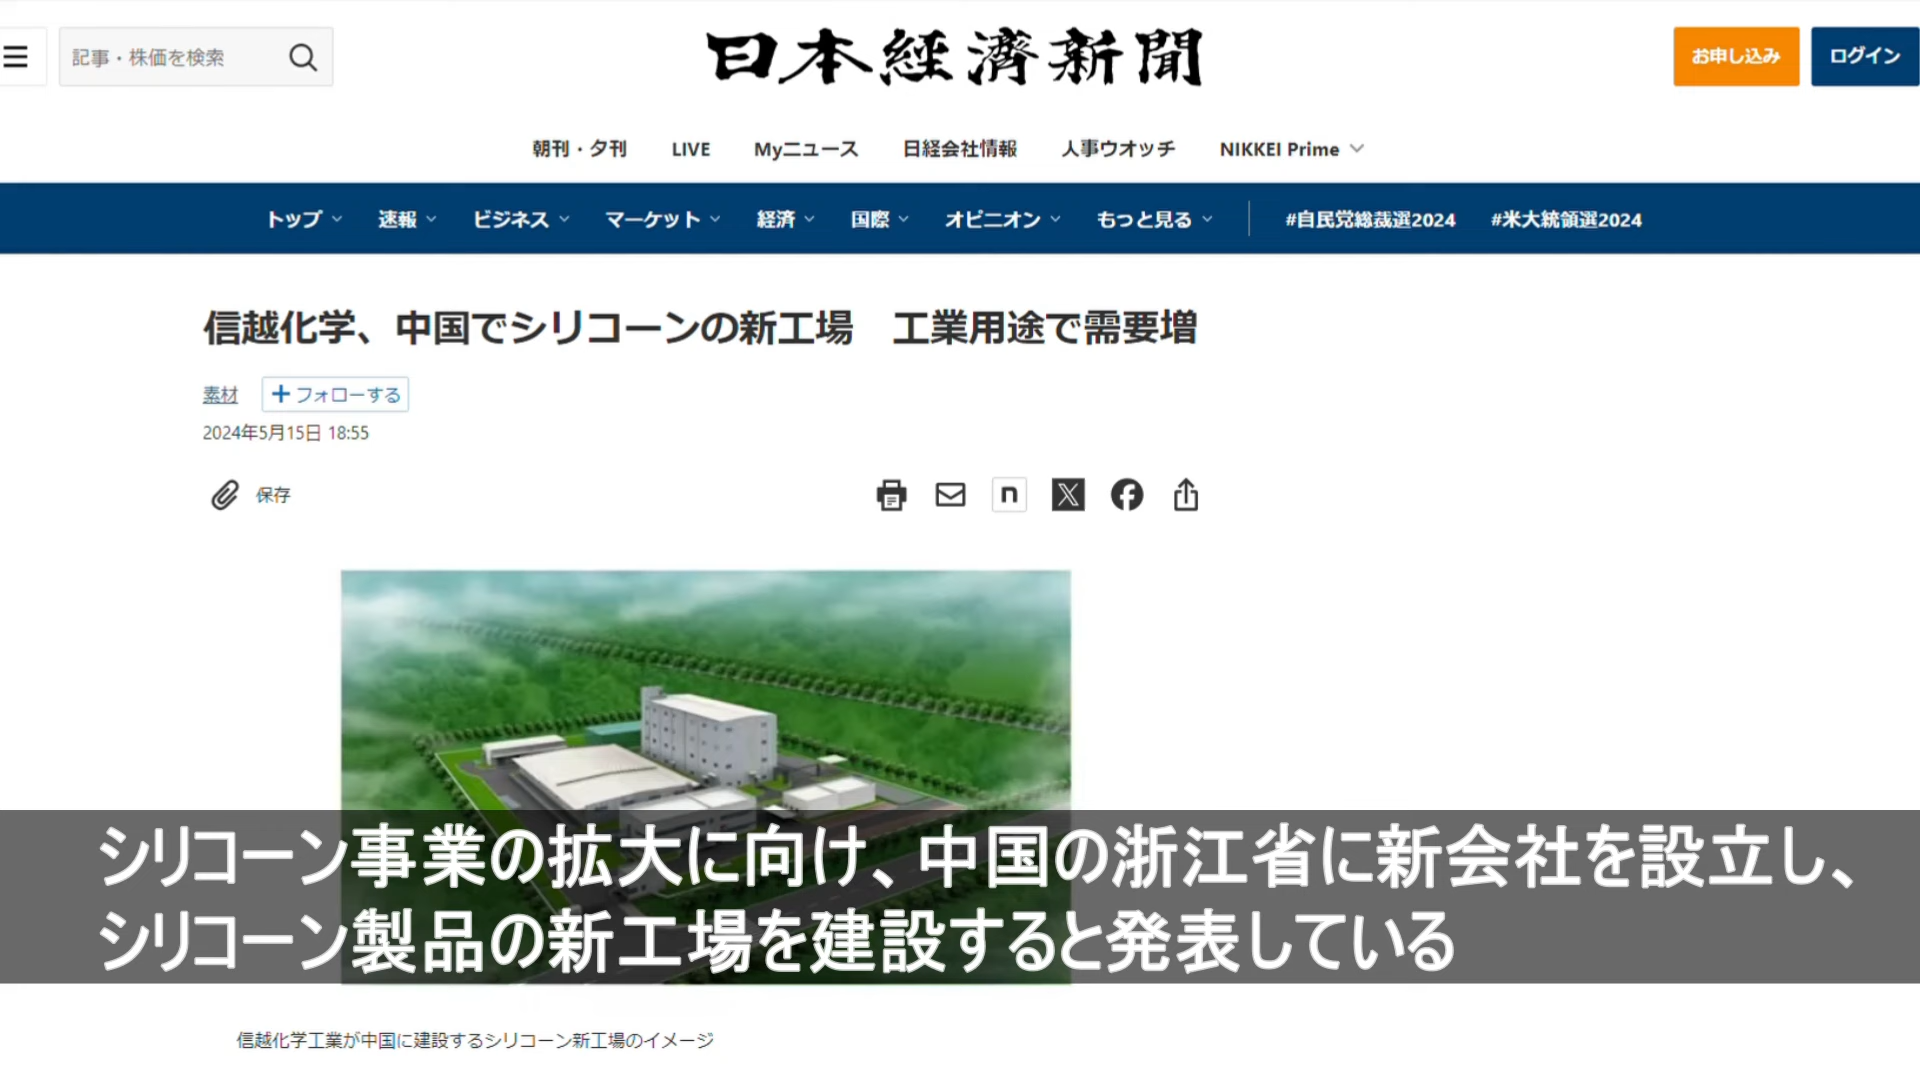 記事・株価を検索
日本經濟新聞
お申し込み
ログイン
朝刊・夕刊 LIVE Myニュース 日経会社情報 人事ウオッチ NIKKEI Prime
トップ 速報 ビジネス マーケット 経済 国際 オピニオン もっと見る #自民党総裁選2024 #米大統領選2024
信越化学、中国でシリコーンの新工場　工業用途で需要増
素材 +フォローする
2024年5月15日 18:55
保存
シリコーン事業の拡大に向け、中国の浙江省に新会社を設立し、
シリコーン製品の新工場を建設すると発表している
信越化学工業が中国に建設するシリコーン新工場のイメージ